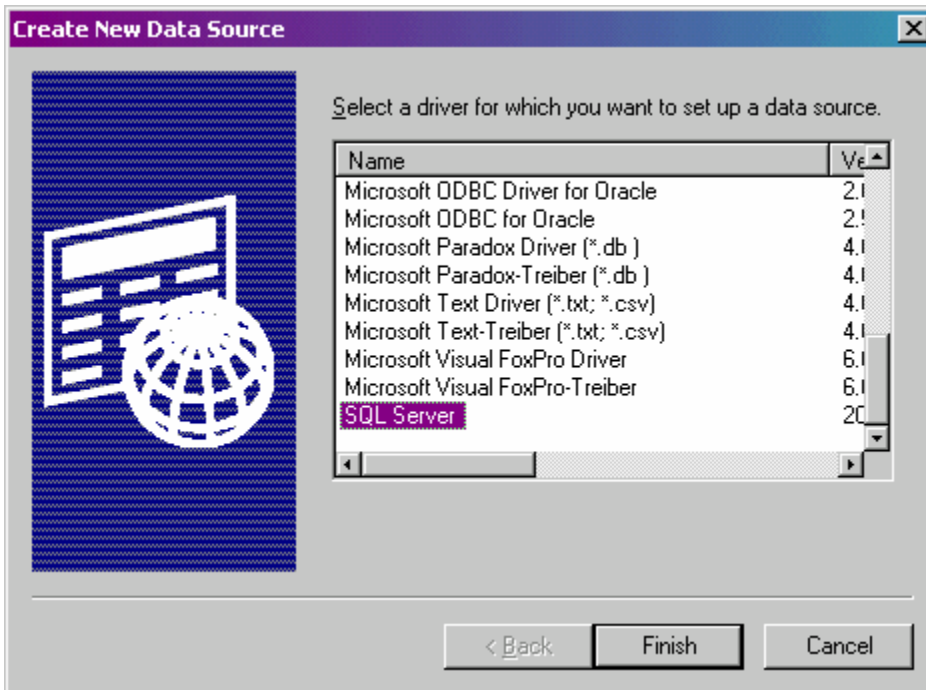 Create New Data Source
Select a driver for which you want to set up a data source.
Name
Microsoft ODBC Driver for Oracle
Microsoft ODBC for Oracle
Microsoft Paradox Driver (*.db )
Microsoft Paradox-Treiber (*.db )
Microsoft Text Driver (*.txt; *.csv)
Microsoft Text-Treiber (*.txt; *.csv)
Microsoft Visual FoxPro Driver
Microsoft Visual FoxPro-Treiber
SQL Server 20
< Back Finish Cancel